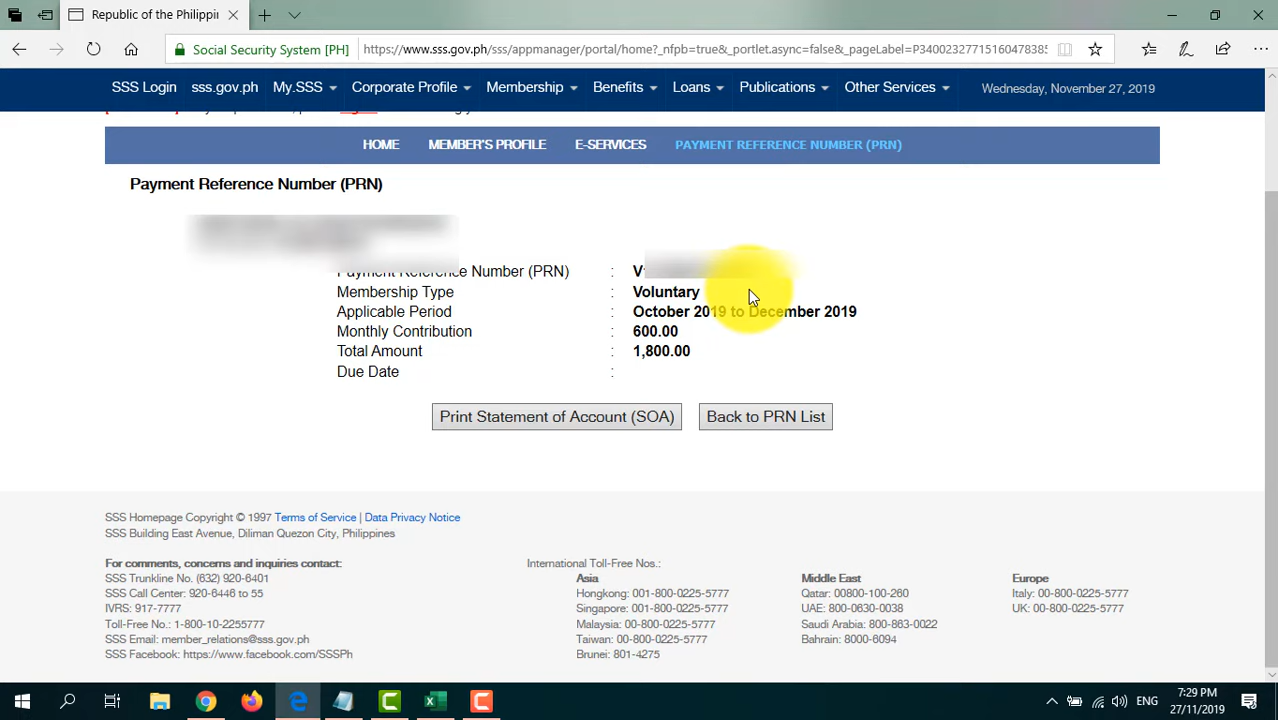 Republic of the Philippin
Social Security System [PH]
https://www.sss.gov.ph/sss/appmanager/portal/home?_nfpb=true&_portlet.async=false&_pageLabel=P3400232771516047838
SSS Login sss.gov.ph My.SSS Corporate Profile Membership Benefits Loans Publications Other Services Wednesday, November 27, 2019
HOME MEMBER'S PROFILE E-SERVICES PAYMENT REFERENCE NUMBER (PRN)
Payment Reference Number (PRN)
Payment Reference Number (PRN) :
Membership Type : Voluntary
Applicable Period : October 2019 to December 2019
Monthly Contribution : 600.00
Total Amount : 1,800.00
Due Date :
Print Statement of Account (SOA) Back to PRN List
SSS Homepage Copyright © 1997 Terms of Service | Data Privacy Notice
SSS Building East Avenue, Diliman Quezon City, Philippines
For comments, concerns and inquiries contact:
SSS Trunkline No. (632) 920-6401
SSS Call Center: 920-6446 to 55
IVRS: 917-7777
Toll-Free No.: 1-800-10-2255777
SSS Email: member_relations@sss.gov.ph
SSS Facebook: https://www.facebook.com/SSSPh
International Toll-Free Nos.:
Asia
Hongkong: 001-800-0225-5777
Singapore: 001-800-0225-5777
Malaysia: 00-800-0225-5777
Taiwan: 00-800-0225-5777
Brunei: 801-4275
Middle East
Qatar: 00800-100-260
UAE: 800-0630-0038
Saudi Arabia: 800-863-0022
Bahrain: 8000-6094
Europe
Italy: 00-800-0225-5777
UK: 00-800-0225-5777
ENG
7:29 PM
27/11/2019